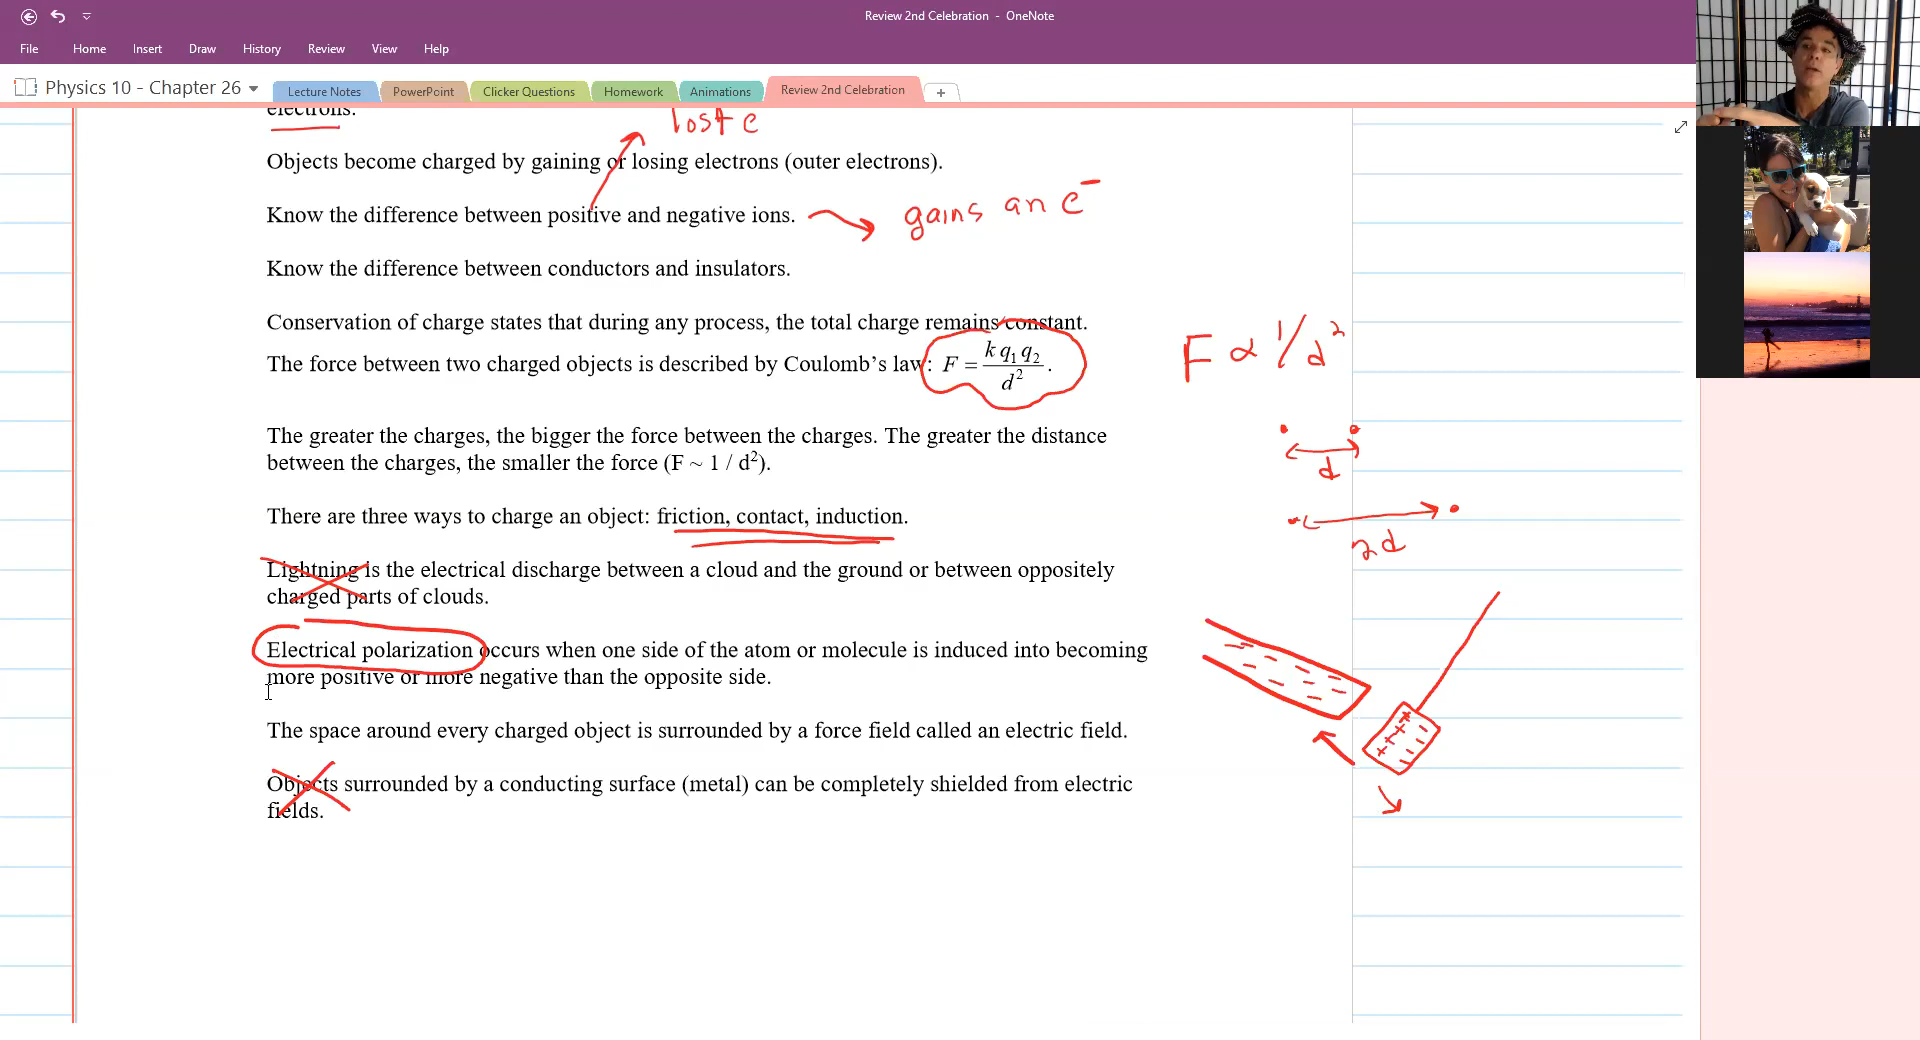 Review 2nd Celebration - OneNote
File Home Insert Draw History Review View Help
Physics 10 - Chapter 26 Lecture Notes PowerPoint Clicker Questions Homework Animations Review 2nd Celebration +
electrons.
lost e
Objects become charged by gaining or losing electrons (outer electrons).
Know the difference between positive and negative ions.
gains an e⁻
Know the difference between conductors and insulators.
Conservation of charge states that during any process, the total charge remains constant.
The force between two charged objects is described by Coulomb's law: F = k q₁ q₂ / d².
F ∝ 1/d²
The greater the charges, the bigger the force between the charges. The greater the distance
between the charges, the smaller the force (F ~ 1 / d²).
d
There are three ways to charge an object: friction, contact, induction.
2d
Lightning is the electrical discharge between a cloud and the ground or between oppositely
charged parts of clouds.
Electrical polarization occurs when one side of the atom or molecule is induced into becoming
more positive or more negative than the opposite side.
The space around every charged object is surrounded by a force field called an electric field.
Objects surrounded by a conducting surface (metal) can be completely shielded from electric
fields.